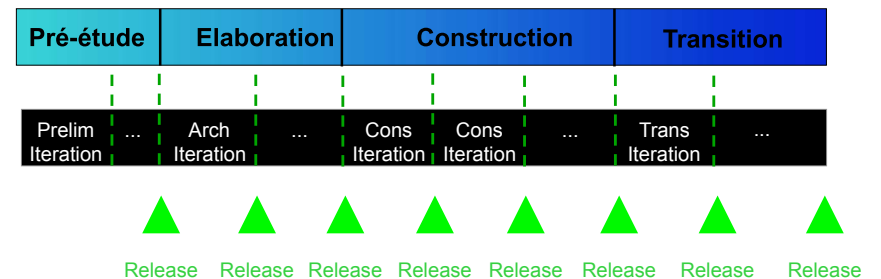 Pré-étude Elaboration Construction Transition
Prelim Iteration ... Arch Iteration ... Cons Iteration Cons Iteration ... Trans Iteration ...
Release Release Release Release Release Release Release Release